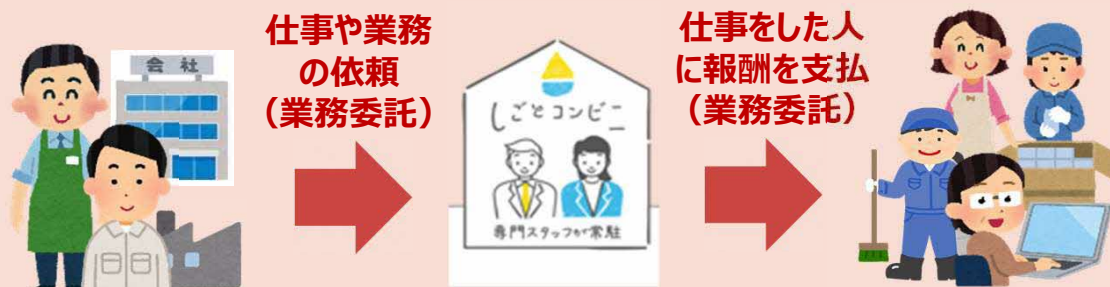 会社
仕事や業務
の依頼
（業務委託）
しごとコンビニ
専門スタッフが常駐
仕事をした人
に報酬を支払
（業務委託）